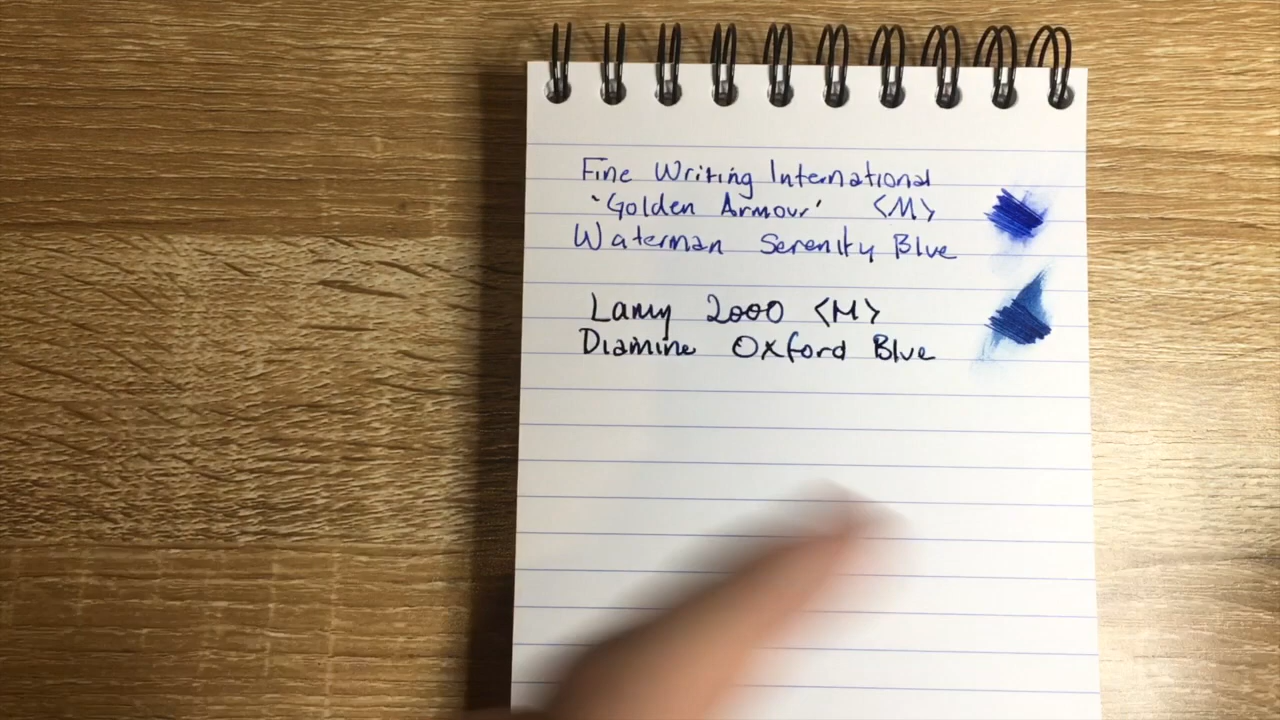 Fine Writing International
'Golden Armour' <M>
Waterman Serenity Blue
Lamy 2000 <M>
Diamine Oxford Blue